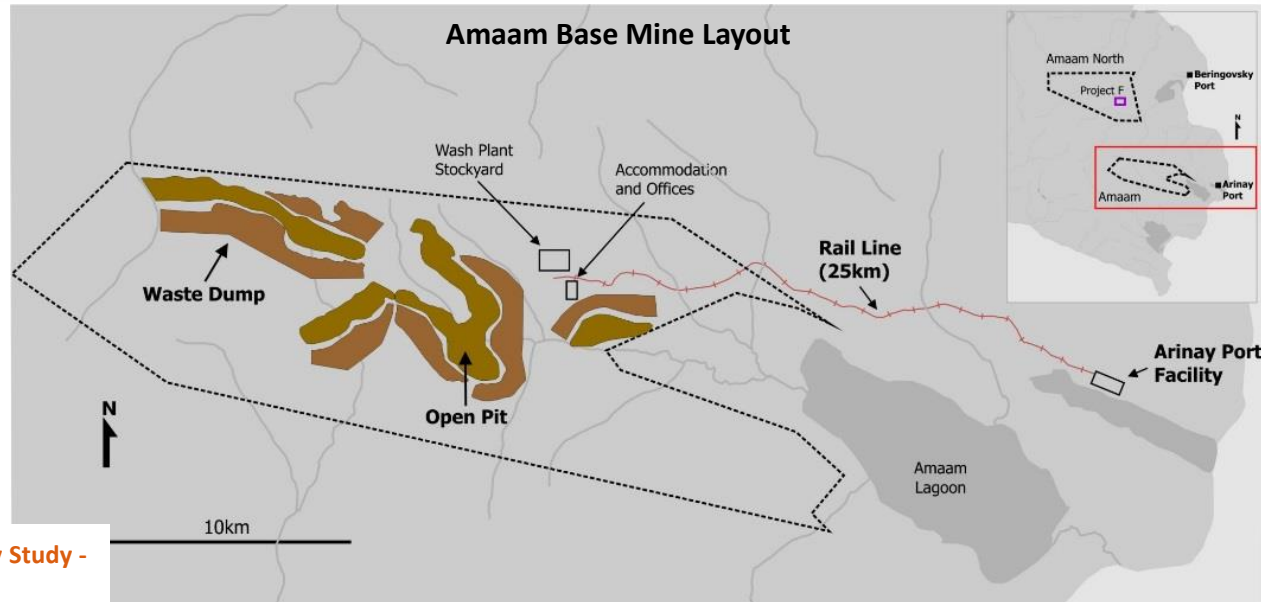 Amaam Base Mine Layout
Amaam North
Project F
Beringovsky
Port
N
Amaam
Arinay
Port
Wash Plant
Stockyard
Accommodation
and Offices
Rail Line
(25km)
Waste Dump
Arinay Port
Facility
Open Pit
N
Amaam
Lagoon
10km
Study -